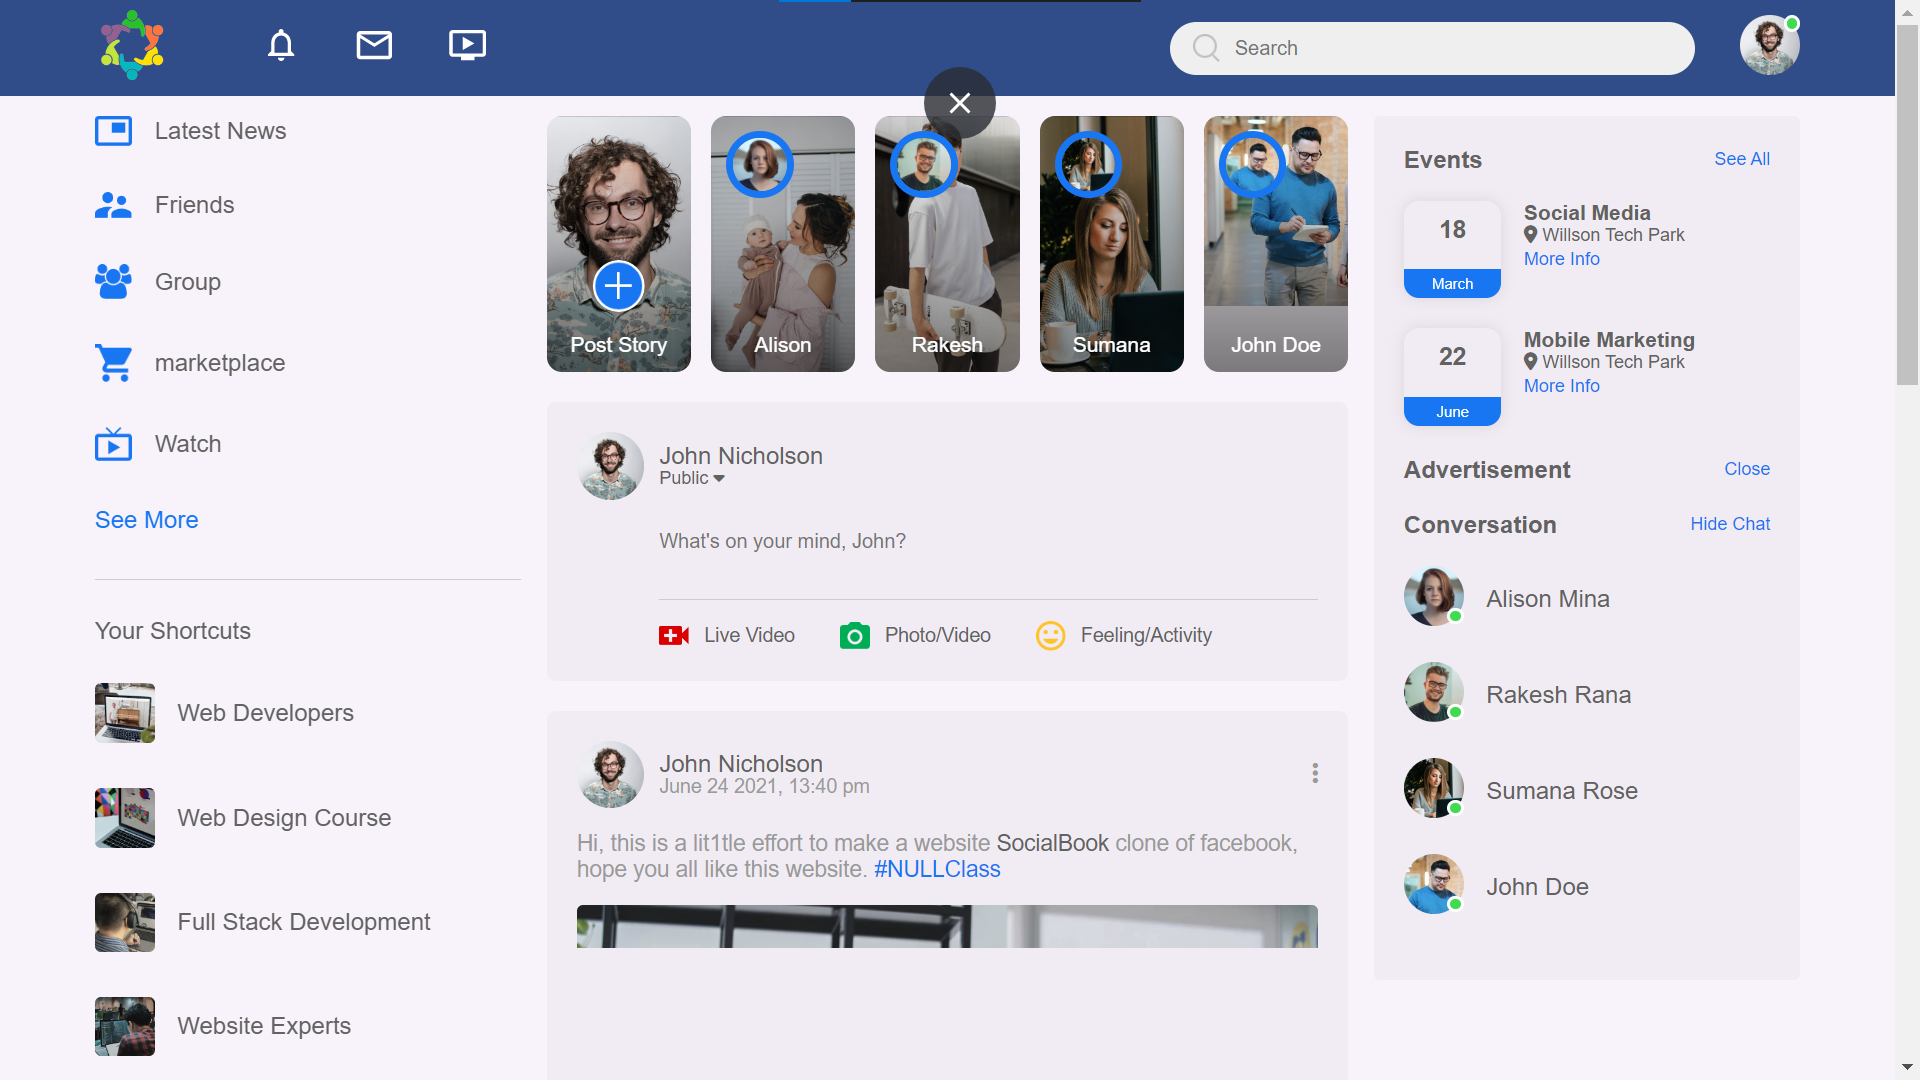 Search
Latest News
Friends
Group
marketplace
Watch
See More
Your Shortcuts
Web Developers
Web Design Course
Full Stack Development
Website Experts
Post Story
Alison
Rakesh
Sumana
John Doe
John Nicholson
Public
What's on your mind, John?
Live Video
Photo/Video
Feeling/Activity
John Nicholson
June 24 2021, 13:40 pm
Hi, this is a lit1tle effort to make a website SocialBook clone of facebook,
hope you all like this website. #NULLClass
Events
See All
18
March
Social Media
Willson Tech Park
More Info
22
June
Mobile Marketing
Willson Tech Park
More Info
Advertisement
Close
Conversation
Hide Chat
Alison Mina
Rakesh Rana
Sumana Rose
John Doe